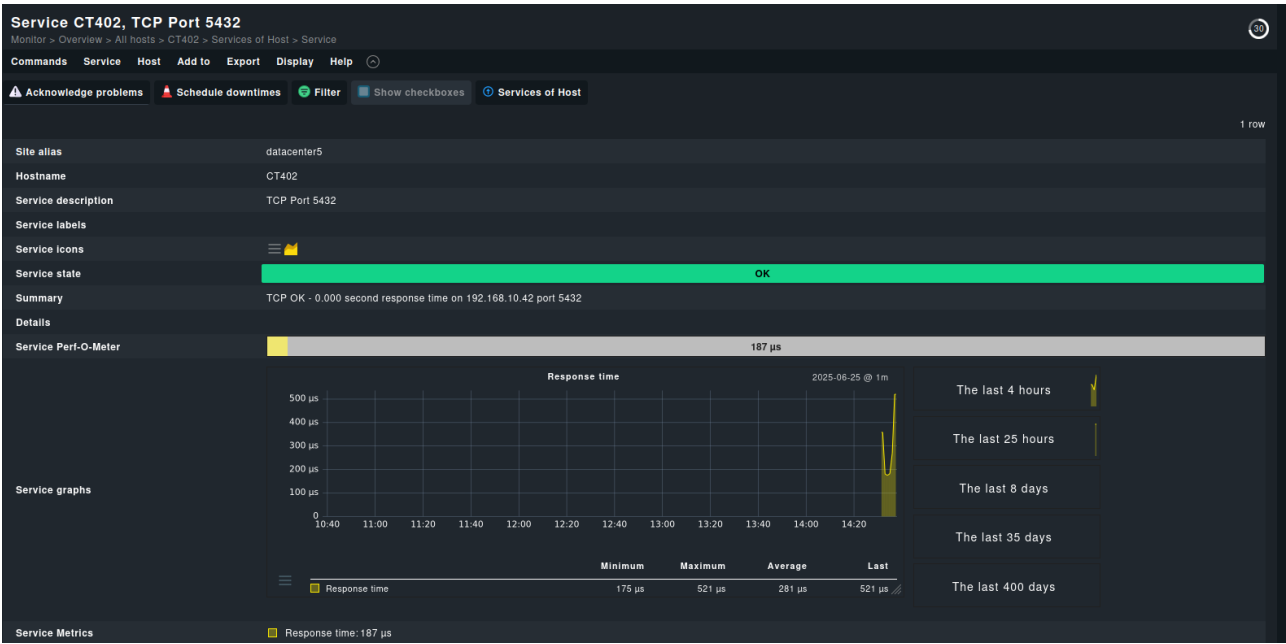 Service CT402, TCP Port 5432
Monitor > Overview > All hosts > CT402 > Services of Host > Service
30
Commands Service Host Add to Export Display Help
Acknowledge problems Schedule downtimes Filter Show checkboxes Services of Host
1 row
Site alias datacenter5
Hostname CT402
Service description TCP Port 5432
Service labels
Service icons
Service state OK
Summary TCP OK - 0.000 second response time on 192.168.10.42 port 5432
Details
Service Perf-O-Meter 187 µs
Service graphs
Response time 2025-06-25 @ 1m
500 µs
400 µs
300 µs
200 µs
100 µs
0
10:40 11:00 11:20 11:40 12:00 12:20 12:40 13:00 13:20 13:40 14:00 14:20
Minimum Maximum Average Last
Response time 175 µs 521 µs 281 µs 521 µs
The last 4 hours
The last 25 hours
The last 8 days
The last 35 days
The last 400 days
Service Metrics Response time: 187 µs